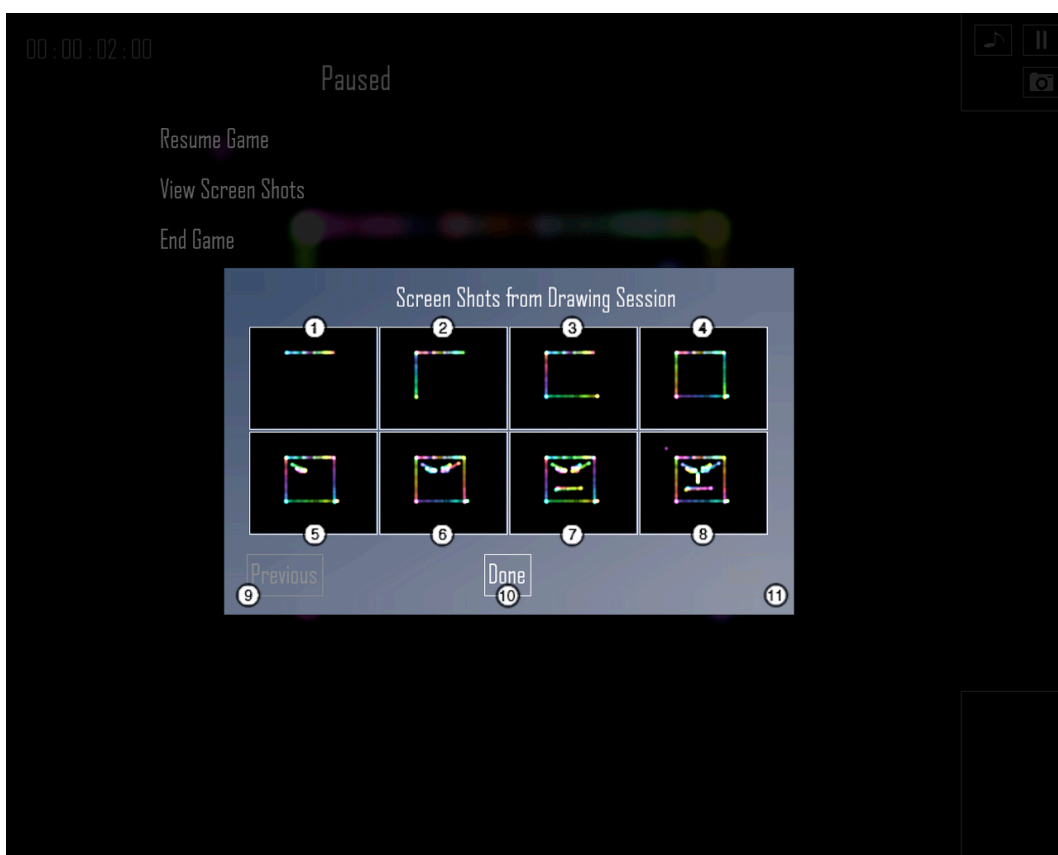 00:00:02:00
Paused
Resume Game
View Screen Shots
End Game
Screen Shots from Drawing Session
1 2 3 4
5 6 7 8
Previous Done
9 10 11